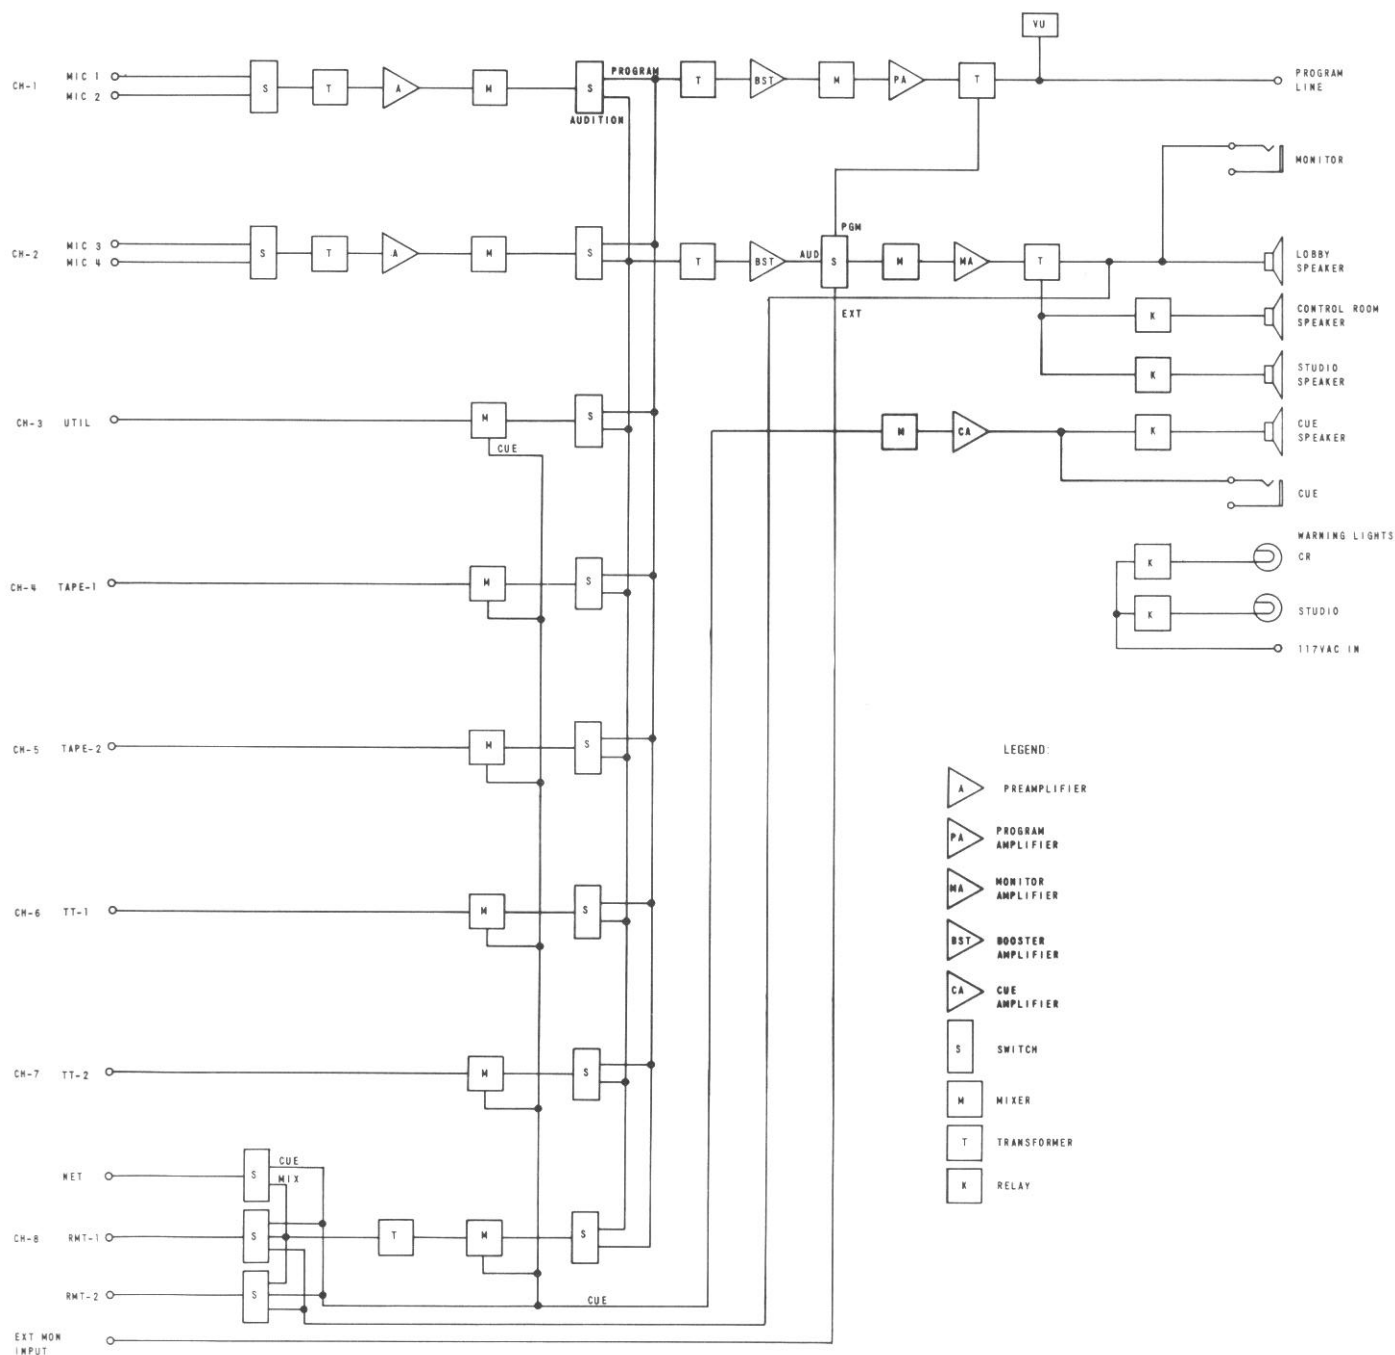 VU
CH-1
MIC 1
MIC 2
S
T
A
M
S
PROGRAM
AUDITION
T
BST
M
PA
T
PROGRAM
LINE
MONITOR
CH-2
MIC 3
MIC 4
S
T
A
M
S
T
BST
AUD
PGM
S
EXT
M
MA
T
LOBBY
SPEAKER
K
CONTROL ROOM
SPEAKER
K
STUDIO
SPEAKER
CH-3 UTIL
M
CUE
S
M
CA
K
CUE
SPEAKER
CUE
WARNING LIGHTS
K
CR
K
STUDIO
117VAC IN
CH-4 TAPE-1
M
S
CH-5 TAPE-2
M
S
CH-6 TT-1
M
S
CH-7 TT-2
M
S
NET
S
CUE
MIX
CH-8 RMT-1
S
T
M
S
RMT-2
S
CUE
EXT MON
INPUT
LEGEND:
A PREAMPLIFIER
PA PROGRAM
AMPLIFIER
MA MONITOR
AMPLIFIER
BST BOOSTER
AMPLIFIER
CA CUE
AMPLIFIER
S SWITCH
M MIXER
T TRANSFORMER
K RELAY